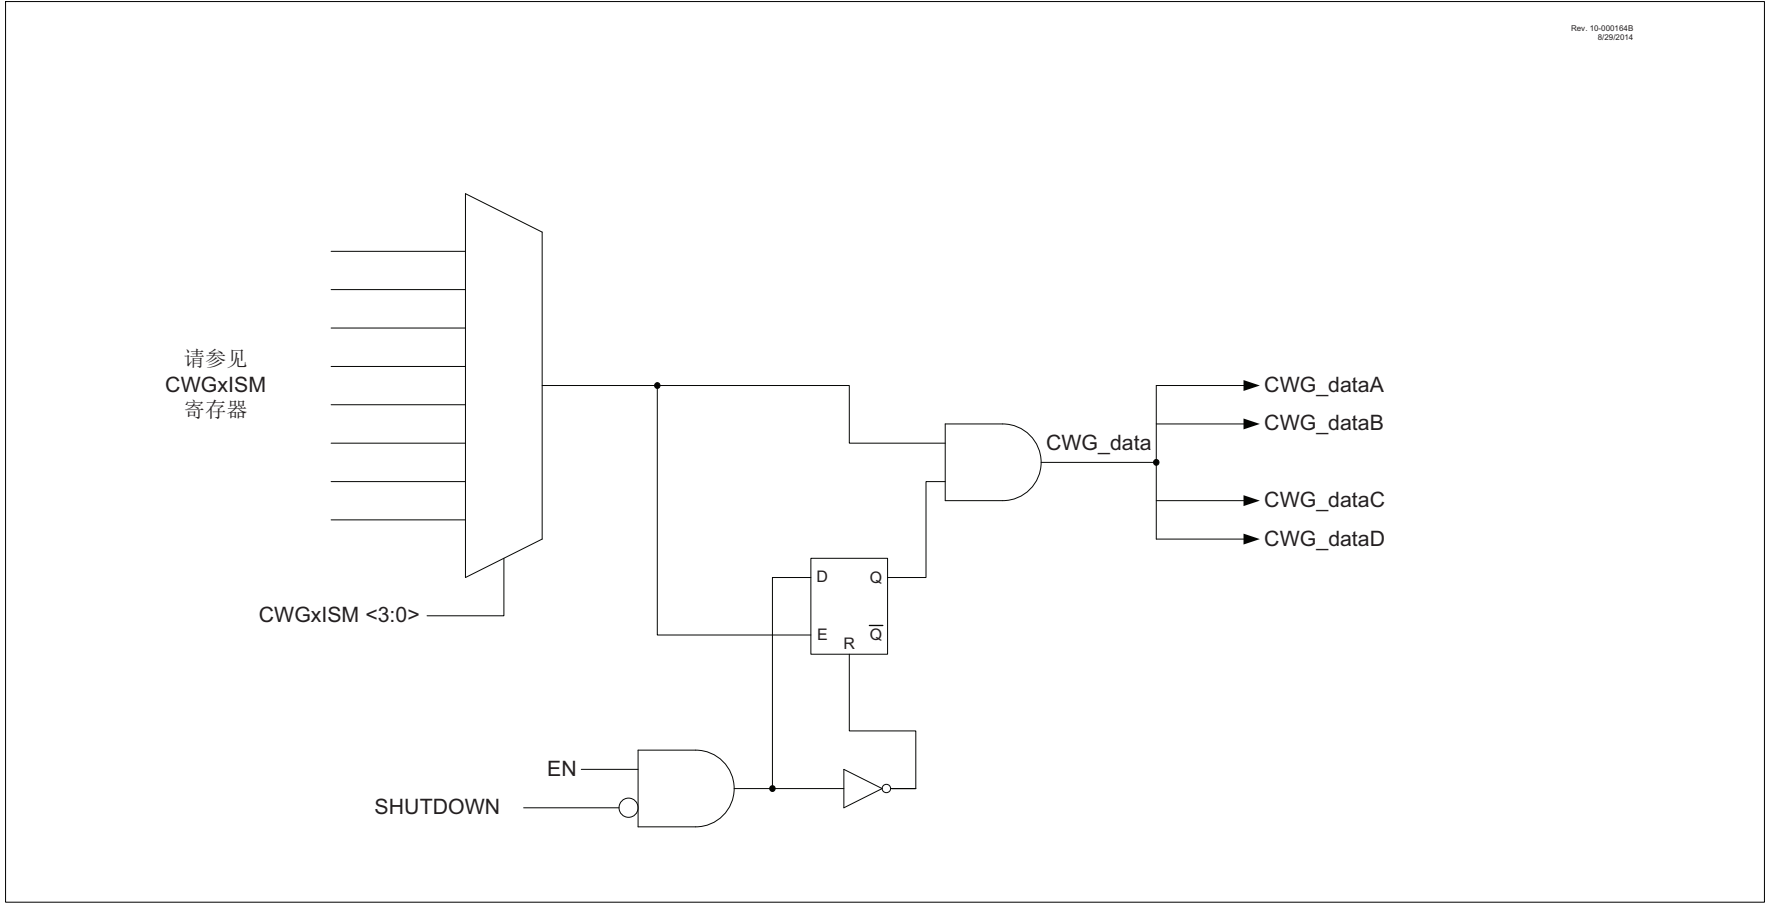 Rev. 10-000164B
8/29/2014
请参见
CWGxISM
寄存器
CWGxISM <3:0>
CWG_data
CWG_dataA
CWG_dataB
CWG_dataC
CWG_dataD
D
Q
E
Q̅
R
EN
SHUTDOWN